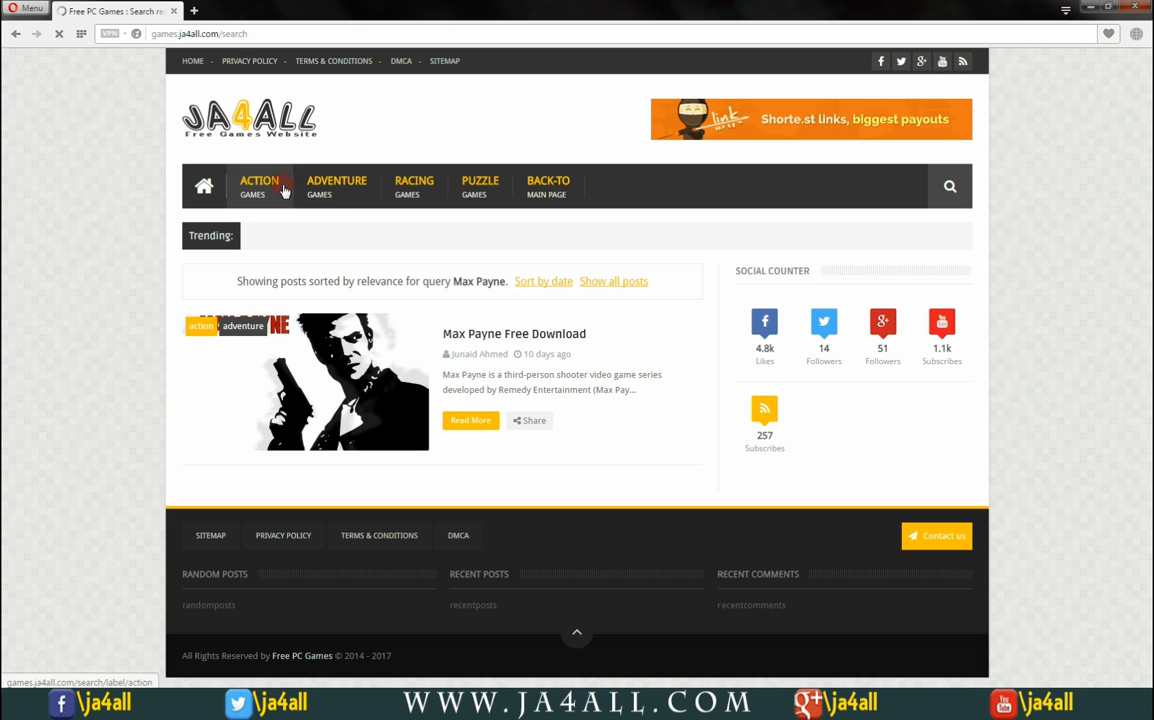 Menu
Free PC Games : Search re
VPN
games.ja4all.com/search
HOME - PRIVACY POLICY - TERMS & CONDITIONS - DMCA - SITEMAP
JA4ALL
Free Games Website
link
Shorte.st links, biggest payouts
ACTION ADVENTURE RACING PUZZLE BACK-TO
GAMES GAMES GAMES GAMES MAIN PAGE
Trending:
Showing posts sorted by relevance for query Max Payne. Sort by date Show all posts
action adventure
NE
Max Payne Free Download
Junaid Ahmed 10 days ago
Max Payne is a third-person shooter video game series
developed by Remedy Entertainment (Max Pay...
Read More Share
SOCIAL COUNTER
4.8k 14 51 1.1k
Likes Followers Followers Subscribes
257
Subscribes
SITEMAP PRIVACY POLICY TERMS & CONDITIONS DMCA
Contact us
RANDOM POSTS RECENT POSTS RECENT COMMENTS
randomposts recentposts recentcomments
All Rights Reserved by Free PC Games © 2014 - 2017
games.ja4all.com/search/label/action
\ja4all \ja4all WWW.JA4ALL.COM \ja4all \ja4all